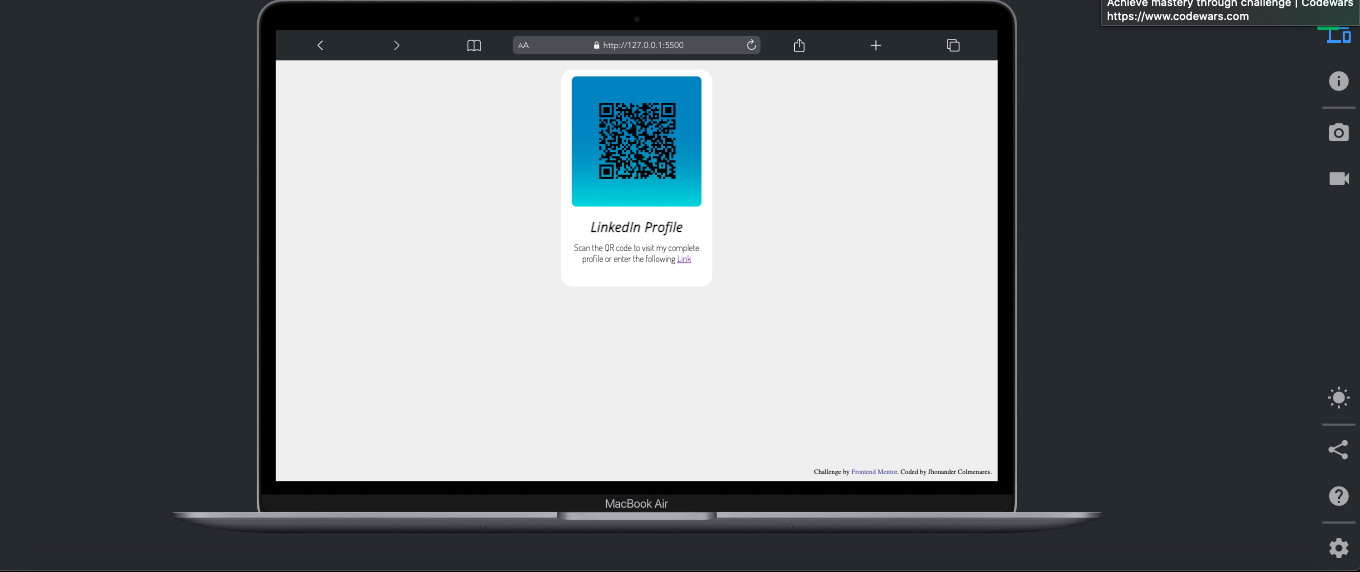 Achieve mastery through challenge | Codewars
https://www.codewars.com
AA
http://127.0.0.1:5500
LinkedIn Profile
Scan the QR code to visit my complete
profile or enter the following Link
Challenge by Frontend Mentor. Coded by Jhonander Colmenares.
MacBook Air